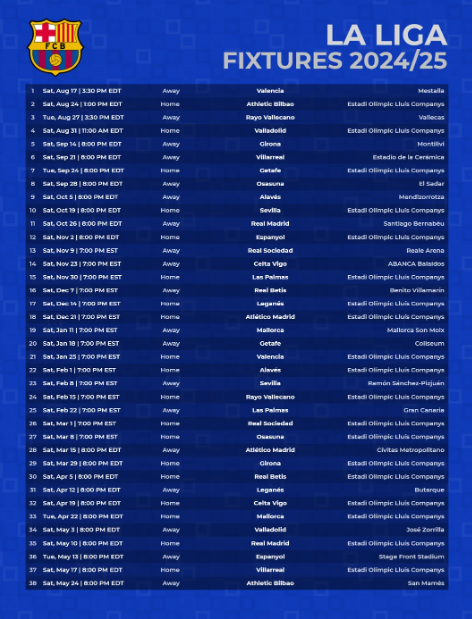 FCB
LA LIGA
FIXTURES 2024/25
1 Sat, Aug 17 | 3:30 PM EDT Away Valencia Mestalla
2 Sat, Aug 24 | 1:00 PM EDT Home Athletic Bilbao Estadi Olímpic Lluís Companys
3 Tue, Aug 27 | 3:30 PM EDT Away Rayo Vallecano Vallecas
4 Sat, Aug 31 | 11:00 AM EDT Home Valladolid Estadi Olímpic Lluís Companys
5 Sat, Sep 14 | 8:00 PM EDT Away Girona Montilivi
6 Sat, Sep 21 | 8:00 PM EDT Away Villarreal Estadio de la Cerámica
7 Tue, Sep 24 | 8:00 PM EDT Home Getafe Estadi Olímpic Lluís Companys
8 Sat, Sep 28 | 8:00 PM EDT Away Osasuna El Sadar
9 Sat, Oct 5 | 8:00 PM EDT Away Alavés Mendizorrotza
10 Sat, Oct 19 | 8:00 PM EDT Home Sevilla Estadi Olímpic Lluís Companys
11 Sat, Oct 26 | 8:00 PM EDT Away Real Madrid Santiago Bernabéu
12 Sat, Nov 2 | 8:00 PM EDT Home Espanyol Estadi Olímpic Lluís Companys
13 Sat, Nov 9 | 7:00 PM EST Away Real Sociedad Reale Arena
14 Sat, Nov 23 | 7:00 PM EST Away Celta Vigo ABANCA Balaidos
15 Sat, Nov 30 | 7:00 PM EST Home Las Palmas Estadi Olímpic Lluís Companys
16 Sat, Dec 7 | 7:00 PM EST Away Real Betis Benito Villamarín
17 Sat, Dec 14 | 7:00 PM EST Home Leganés Estadi Olímpic Lluís Companys
18 Sat, Dec 21 | 7:00 PM EST Home Atlético Madrid Estadi Olímpic Lluís Companys
19 Sat, Jan 11 | 7:00 PM EST Away Mallorca Mallorca Son Moix
20 Sat, Jan 18 | 7:00 PM EST Away Getafe Coliseum
21 Sat, Jan 25 | 7:00 PM EST Home Valencia Estadi Olímpic Lluís Companys
22 Sat, Feb 1 | 7:00 PM EST Home Alavés Estadi Olímpic Lluís Companys
23 Sat, Feb 8 | 7:00 PM EST Away Sevilla Ramón Sánchez-Pizjuán
24 Sat, Feb 15 | 7:00 PM EST Home Rayo Vallecano Estadi Olímpic Lluís Companys
25 Sat, Feb 22 | 7:00 PM EST Away Las Palmas Gran Canaria
26 Sat, Mar 1 | 7:00 PM EST Home Real Sociedad Estadi Olímpic Lluís Companys
27 Sat, Mar 8 | 7:00 PM EST Home Osasuna Estadi Olímpic Lluís Companys
28 Sat, Mar 15 | 8:00 PM EDT Away Atlético Madrid Cívitas Metropolitano
29 Sat, Mar 29 | 8:00 PM EDT Home Girona Estadi Olímpic Lluís Companys
30 Sat, Apr 5 | 8:00 PM EDT Home Real Betis Estadi Olímpic Lluís Companys
31 Sat, Apr 12 | 8:00 PM EDT Away Leganés Butarque
32 Sat, Apr 19 | 8:00 PM EDT Home Celta Vigo Estadi Olímpic Lluís Companys
33 Tue, Apr 22 | 8:00 PM EDT Home Mallorca Estadi Olímpic Lluís Companys
34 Sat, May 3 | 8:00 PM EDT Away Valladolid José Zorrilla
35 Sat, May 10 | 8:00 PM EDT Home Real Madrid Estadi Olímpic Lluís Companys
36 Tue, May 13 | 8:00 PM EDT Away Espanyol Stage Front Stadium
37 Sat, May 17 | 8:00 PM EDT Home Villarreal Estadi Olímpic Lluís Companys
38 Sat, May 24 | 8:00 PM EDT Away Athletic Bilbao San Mamés